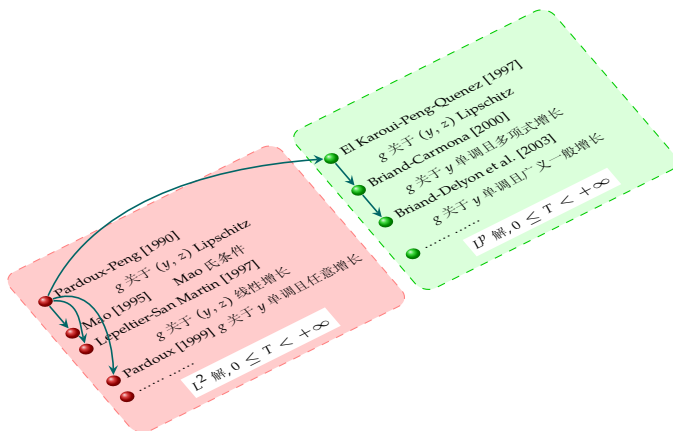 Pardoux-Peng [1990]
g 关于 (y, z) Lipschitz
Mao [1995] Mao 氏条件
Lepeltier-San Martin [1997]
g 关于 (y, z) 线性增长
Pardoux [1999] g 关于 y 单调且任意增长
…… ……
L² 解, 0 ≤ T < +∞
El Karoui-Peng-Quenez [1997]
g 关于 (y, z) Lipschitz
Briand-Carmona [2000]
g 关于 y 单调且多项式增长
Briand-Delyon et al. [2003]
g 关于 y 单调且广义一般增长
…… ……
Lᵖ 解, 0 ≤ T < +∞